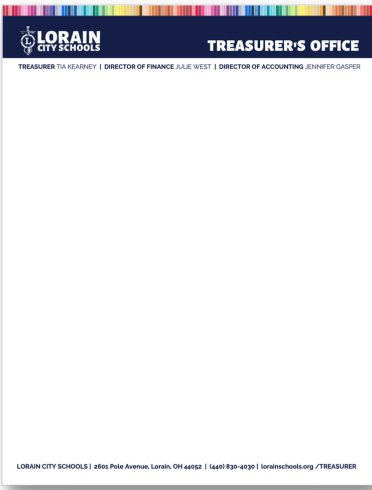 LORAIN
CITY SCHOOLS
TREASURER'S OFFICE
TREASURER TIA KEARNEY | DIRECTOR OF FINANCE JULIE WEST | DIRECTOR OF ACCOUNTING JENNIFER GASPER
LORAIN CITY SCHOOLS | 2601 Pole Avenue, Lorain, OH 44052 | (440) 830-4030 | lorainschools.org /TREASURER